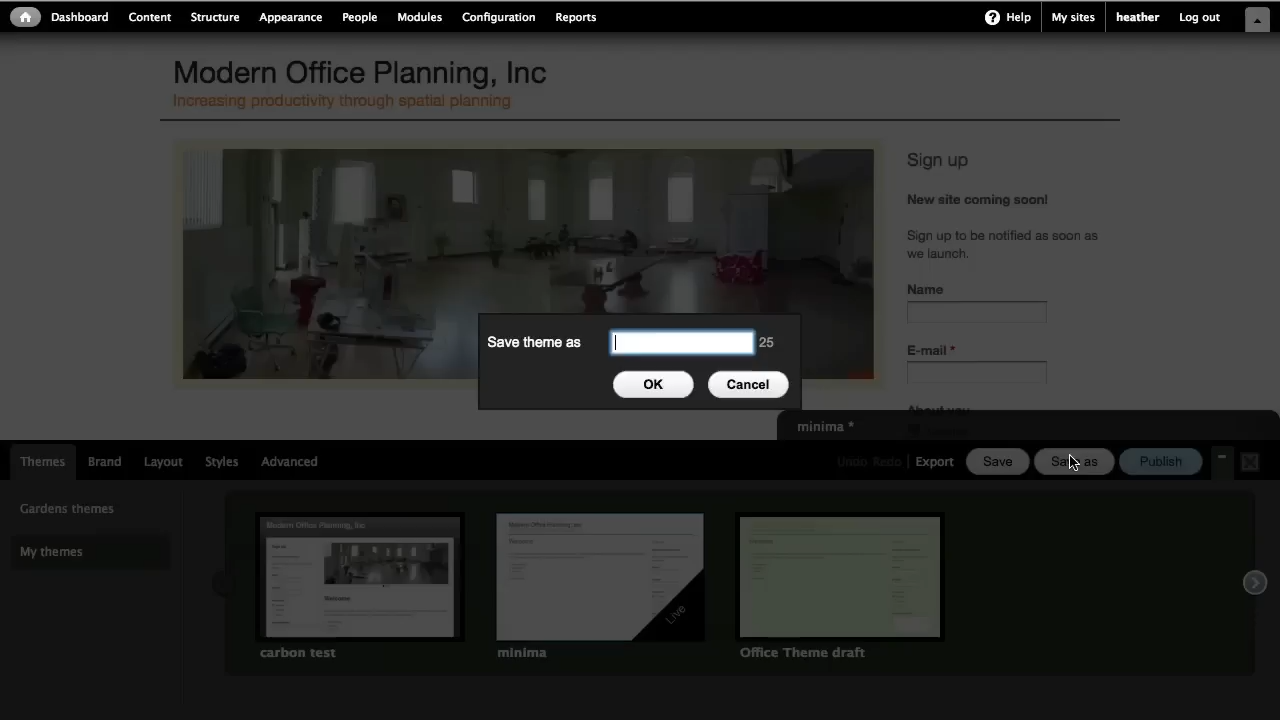 Dashboard Content Structure Appearance People Modules Configuration Reports ? Help My sites heather Log out
Modern Office Planning, Inc
Increasing productivity through spatial planning
Sign up
New site coming soon!
Sign up to be notified as soon as
we launch.
Name
E-mail *
About you
Save theme as 25
OK Cancel
minima *
Themes Brand Layout Styles Advanced Undo Redo | Export Save Save as Publish
Gardens themes
My themes
Modern Office Planning, Inc
Welcome
Live
carbon test minima Office Theme draft